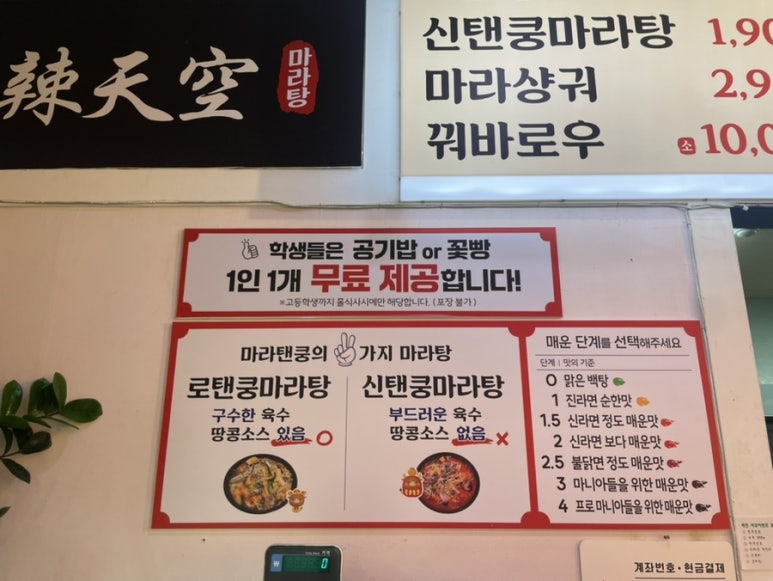 辣天空
마라탕
신탠쿵마라탕 1,90
마라샹궈 2,9
꿔바로우 소 10,0
학생들은 공기밥 or 꽃빵
1인 1개 무료 제공합니다!
※고등학생까지 홀식사시에만 해당합니다. (포장 불가)
마라탠쿵의 가지 마라탕
로탠쿵마라탕
구수한 육수
땅콩소스 있음 O
신탠쿵마라탕
부드러운 육수
땅콩소스 없음 X
매운 단계를 선택해주세요
단계 | 맛의 기준
0 맑은 백탕
1 진라면 순한맛
1.5 신라면 정도 매운맛
2 신라면 보다 매운맛
2.5 불닭면 정도 매운맛
3 마니아들을 위한 매운맛
4 프로 마니아들을 위한 매운맛
₩ 0
계좌번호·현금결제